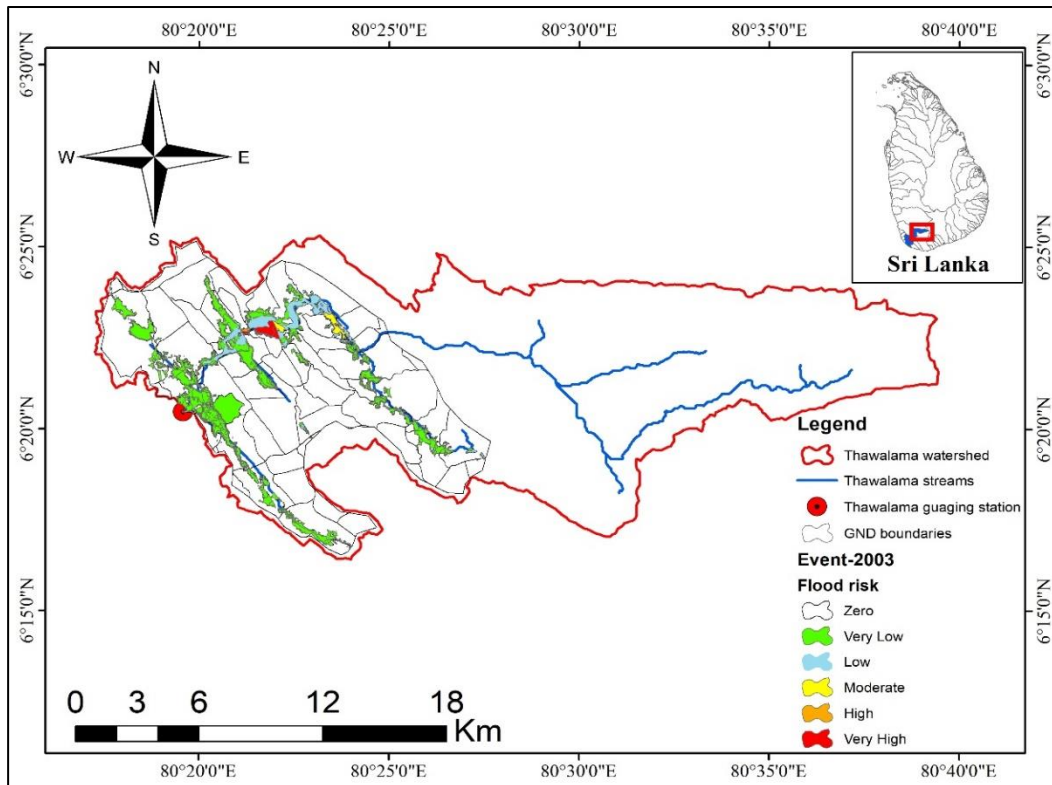 80°20'0"E 80°25'0"E 80°30'0"E 80°35'0"E 80°40'0"E
6°30'0"N 6°30'0"N
N
W E
S
Sri Lanka
6°25'0"N 6°25'0"N
6°20'0"N 6°20'0"N
Legend
Thawalama watershed
Thawalama streams
Thawalama guaging station
GND boundaries
Event-2003
Flood risk
6°15'0"N 6°15'0"N
Zero
Very Low
Low
Moderate
High
Very High
0 3 6 12 18
Km
80°20'0"E 80°25'0"E 80°30'0"E 80°35'0"E 80°40'0"E